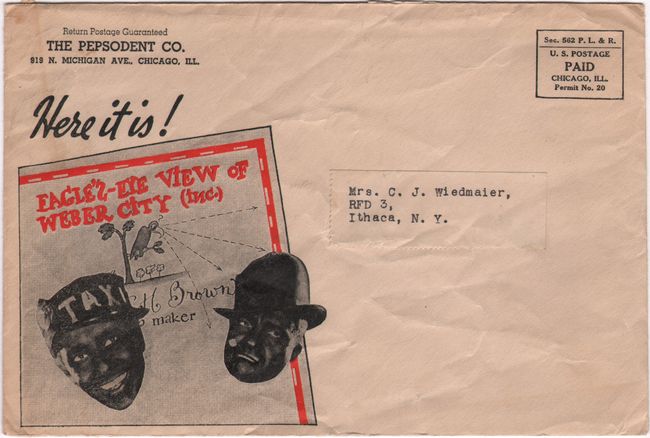 Return Postage Guaranteed
THE PEPSODENT CO.
919 N. MICHIGAN AVE., CHICAGO, ILL.
Sec. 562 P. L. & R.
U. S. POSTAGE
PAID
CHICAGO, ILL.
Permit No. 20
Here it is!
EAGLE'S-EYE VIEW OF
WEBER CITY (INC)
Mrs. C. J. Wiedmaier,
RFD 3,
Ithaca, N. Y.
TAXI
H Brown
maker